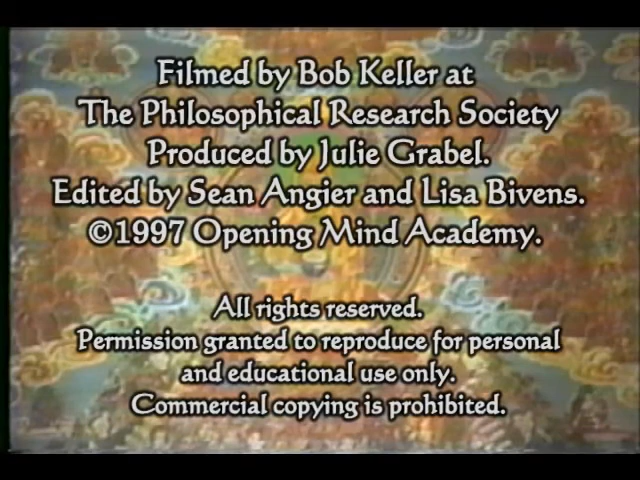 Filmed by Bob Keller at
The Philosophical Research Society
Produced by Julie Grabel.
Edited by Sean Angier and Lisa Bivens.
©1997 Opening Mind Academy.
All rights reserved.
Permission granted to reproduce for personal
and educational use only.
Commercial copying is prohibited.